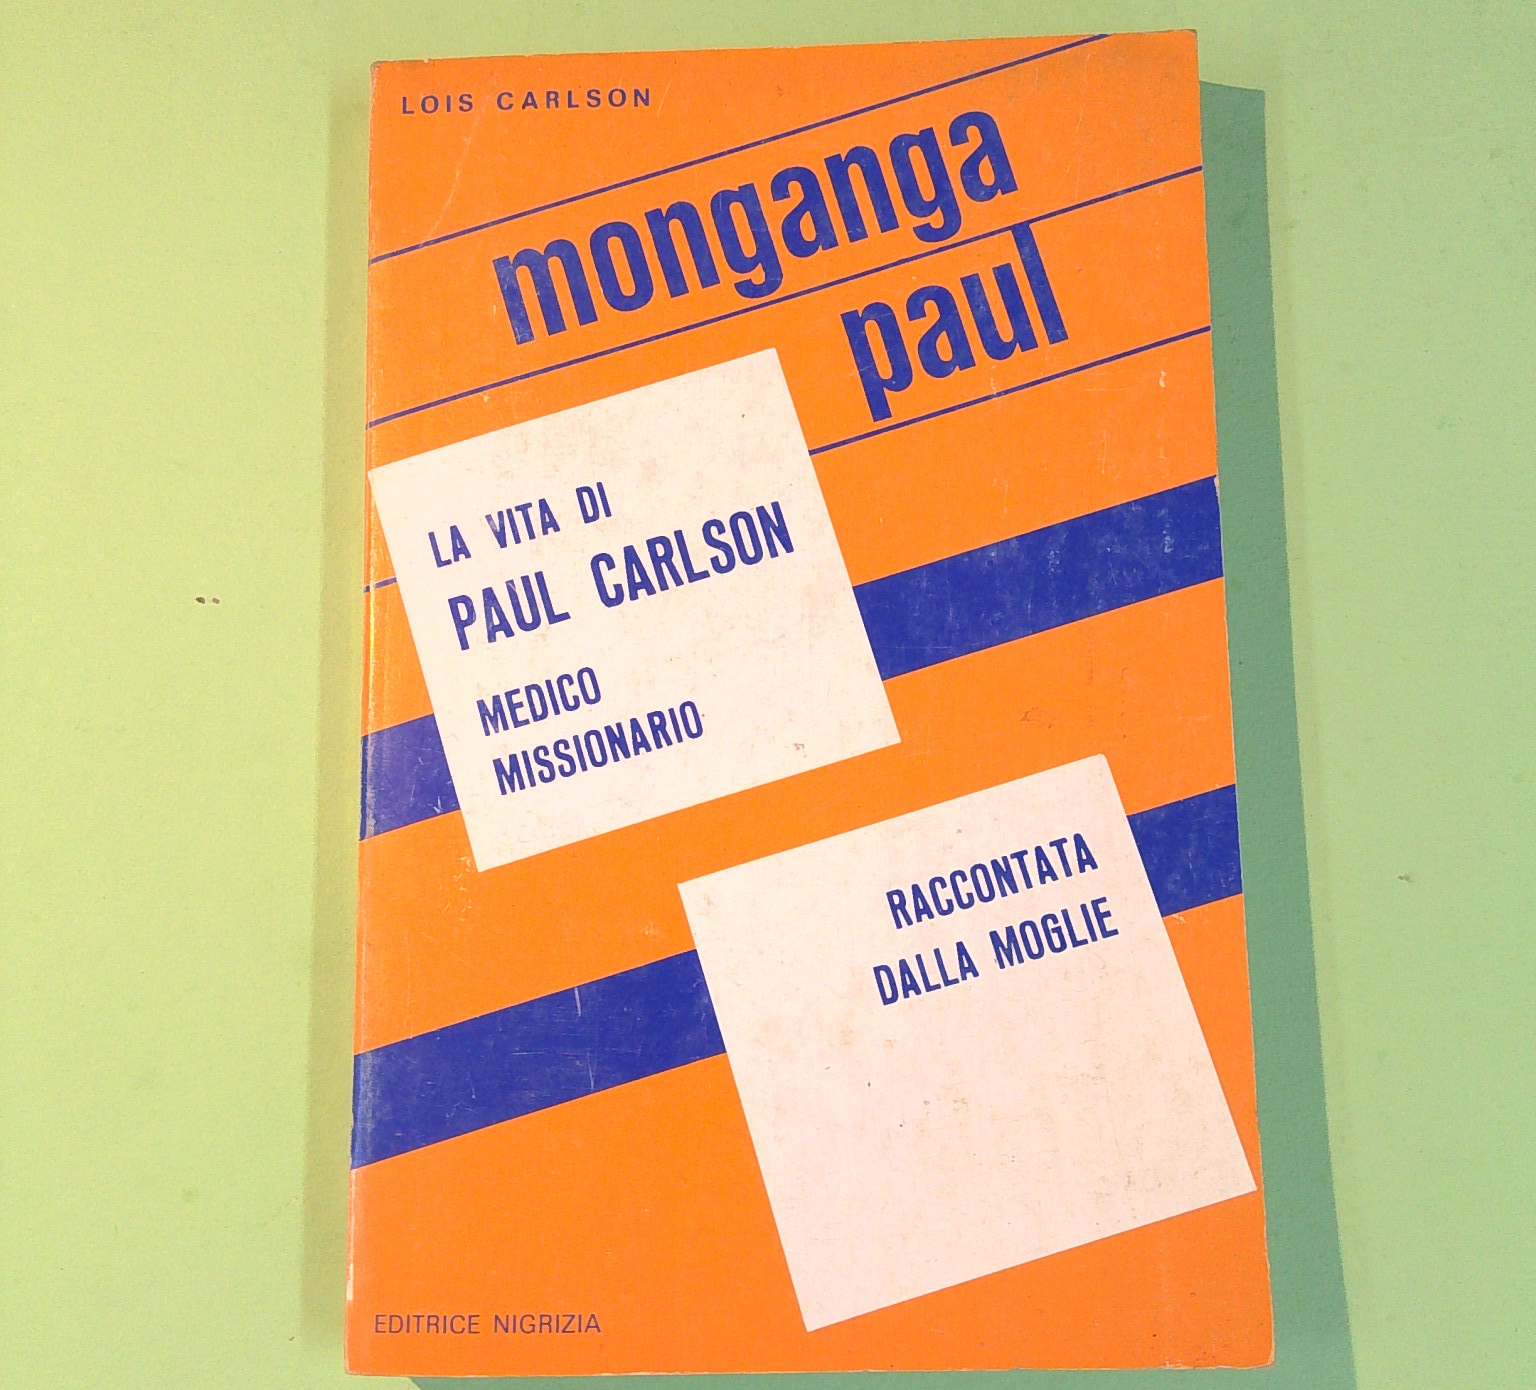 LOIS CARLSON
monganga
paul
LA VITA DI
PAUL CARLSON
MEDICO
MISSIONARIO
RACCONTATA
DALLA MOGLIE
EDITRICE NIGRIZIA